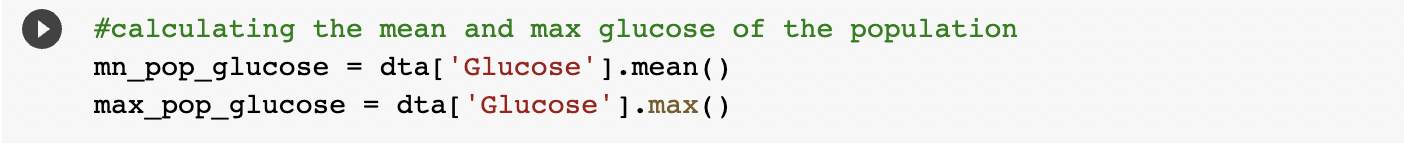 #calculating the mean and max glucose of the population
mn_pop_glucose = dta['Glucose'].mean()
max_pop_glucose = dta['Glucose'].max()